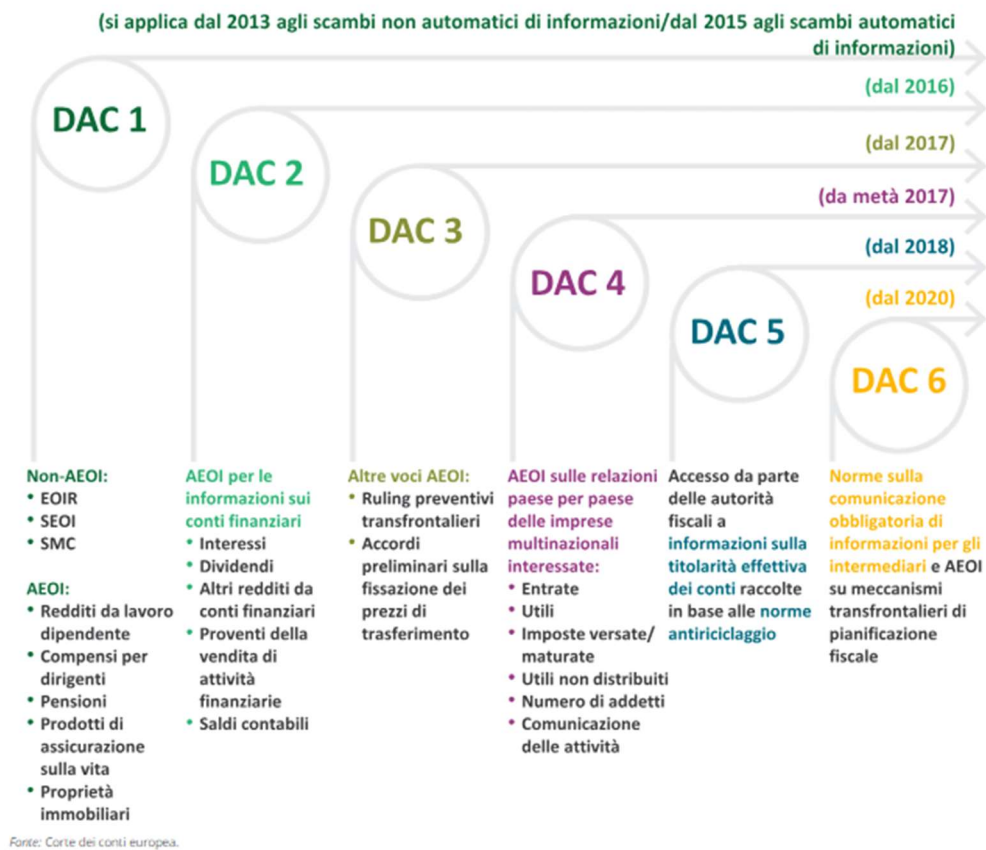 (si applica dal 2013 agli scambi non automatici di informazioni/dal 2015 agli scambi automatici
di informazioni)
DAC 1
(dal 2016)
DAC 2
(dal 2017)
DAC 3
(da metà 2017)
DAC 4
(dal 2018)
DAC 5
(dal 2020)
DAC 6
Non-AEOI:
• EOIR
• SEOI
• SMC
AEOI:
• Redditi da lavoro
dipendente
• Compensi per
dirigenti
• Pensioni
• Prodotti di
assicurazione
sulla vita
• Proprietà
immobiliari
AEOI per le
informazioni sui
conti finanziari
• Interessi
• Dividendi
• Altri redditi da
conti finanziari
• Proventi della
vendita di
attività
finanziarie
• Saldi contabili
Altre voci AEOI:
• Ruling preventivi
transfrontalieri
• Accordi
preliminari sulla
fissazione dei
prezzi di
trasferimento
AEOI sulle relazioni
paese per paese
delle imprese
multinazionali
interessate:
• Entrate
• Utili
• Imposte versate/
maturate
• Utili non distribuiti
• Numero di addetti
• Comunicazione
delle attività
Accesso da parte
delle autorità
fiscali a
informazioni sulla
titolarità effettiva
dei conti raccolte
in base alle norme
antiriciclaggio
Norme sulla
comunicazione
obbligatoria di
informazioni per gli
intermediari e AEOI
su meccanismi
transfrontalieri di
pianificazione
fiscale
Fonte: Corte dei conti europea.